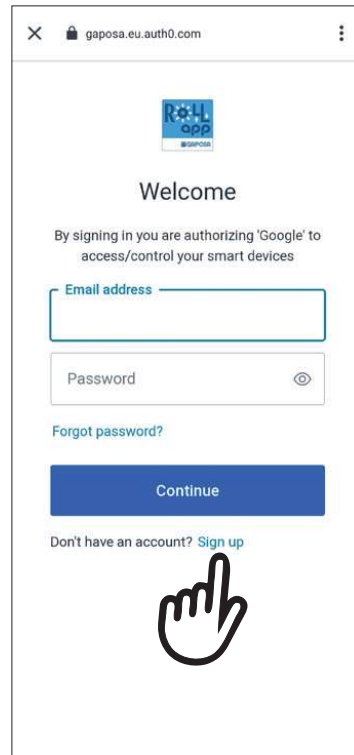 gaposa.eu.auth0.com
ROLL
app
GAPOSA
Welcome
By signing in you are authorizing 'Google' to
access/control your smart devices
Email address
Password
Forgot password?
Continue
Don't have an account? Sign up